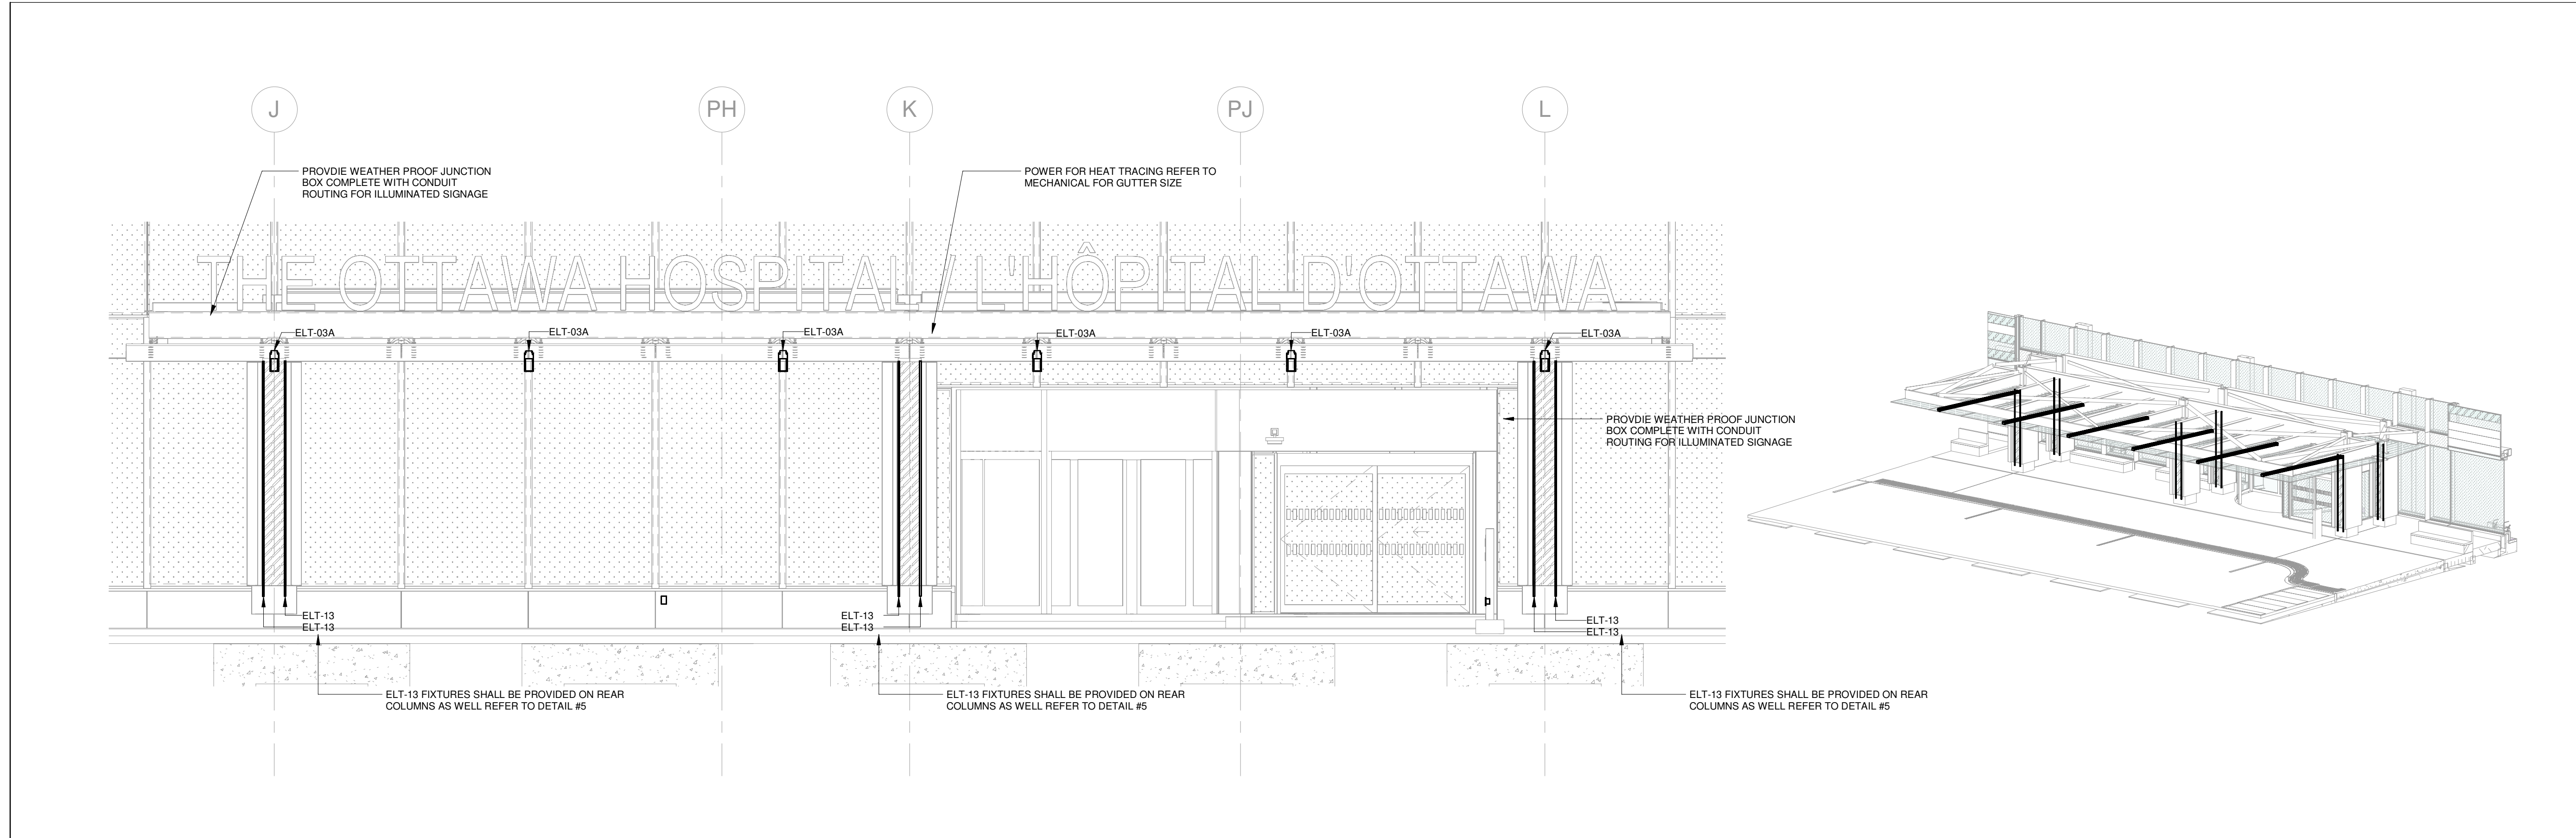 J
PH
K
PJ
L
PROVDIE WEATHER PROOF JUNCTION
BOX COMPLETE WITH CONDUIT
ROUTING FOR ILLUMINATED SIGNAGE
POWER FOR HEAT TRACING REFER TO
MECHANICAL FOR GUTTER SIZE
THE OTTAWA HOSPITAL / L'HÔPITAL D'OTTAWA
ELT-03A
ELT-03A
ELT-03A
ELT-03A
ELT-03A
ELT-03A
PROVDIE WEATHER PROOF JUNCTION
BOX COMPLETE WITH CONDUIT
ROUTING FOR ILLUMINATED SIGNAGE
ELT-13
ELT-13
ELT-13
ELT-13
ELT-13
ELT-13
ELT-13 FIXTURES SHALL BE PROVIDED ON REAR
COLUMNS AS WELL REFER TO DETAIL #5
ELT-13 FIXTURES SHALL BE PROVIDED ON REAR
COLUMNS AS WELL REFER TO DETAIL #5
ELT-13 FIXTURES SHALL BE PROVIDED ON REAR
COLUMNS AS WELL REFER TO DETAIL #5